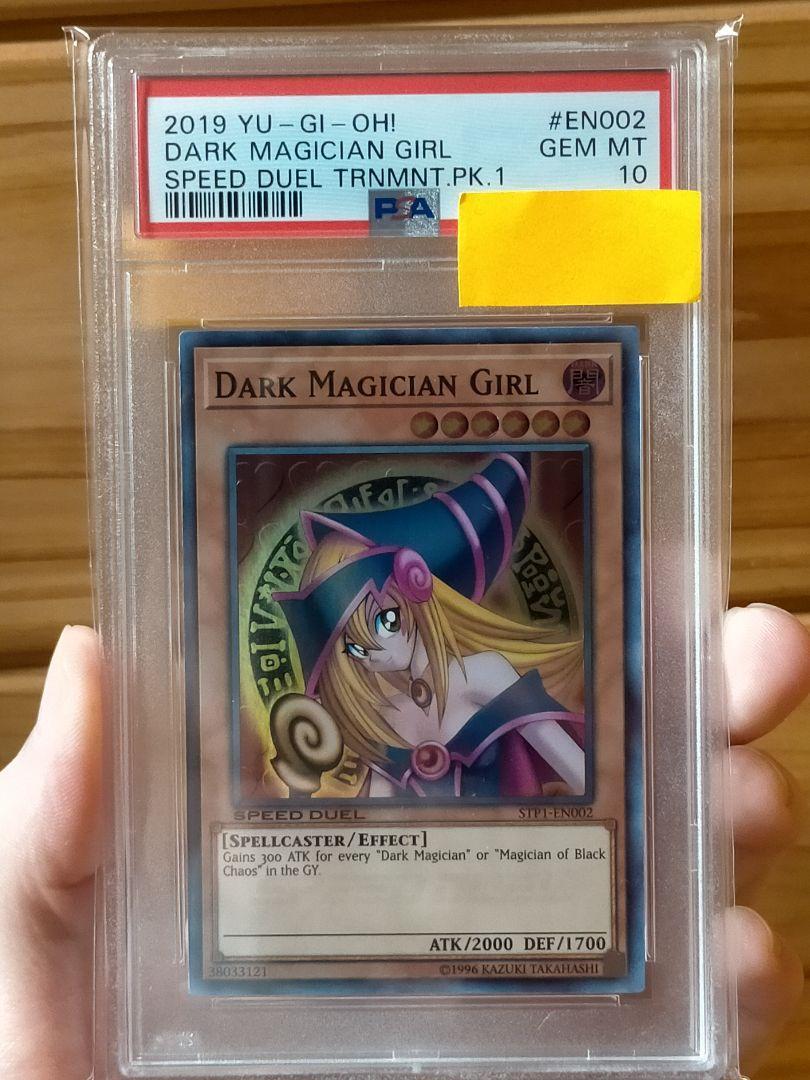 2019 YU-GI-OH! #EN002
DARK MAGICIAN GIRL GEM MT
SPEED DUEL TRNMNT.PK.1 10
PSA
DARK MAGICIAN GIRL 闇
SPEED DUEL STP1-EN002
[SPELLCASTER/EFFECT]
Gains 300 ATK for every "Dark Magician" or "Magician of Black
Chaos" in the GY.
ATK/2000 DEF/1700
38033121 ©1996 KAZUKI TAKAHASHI